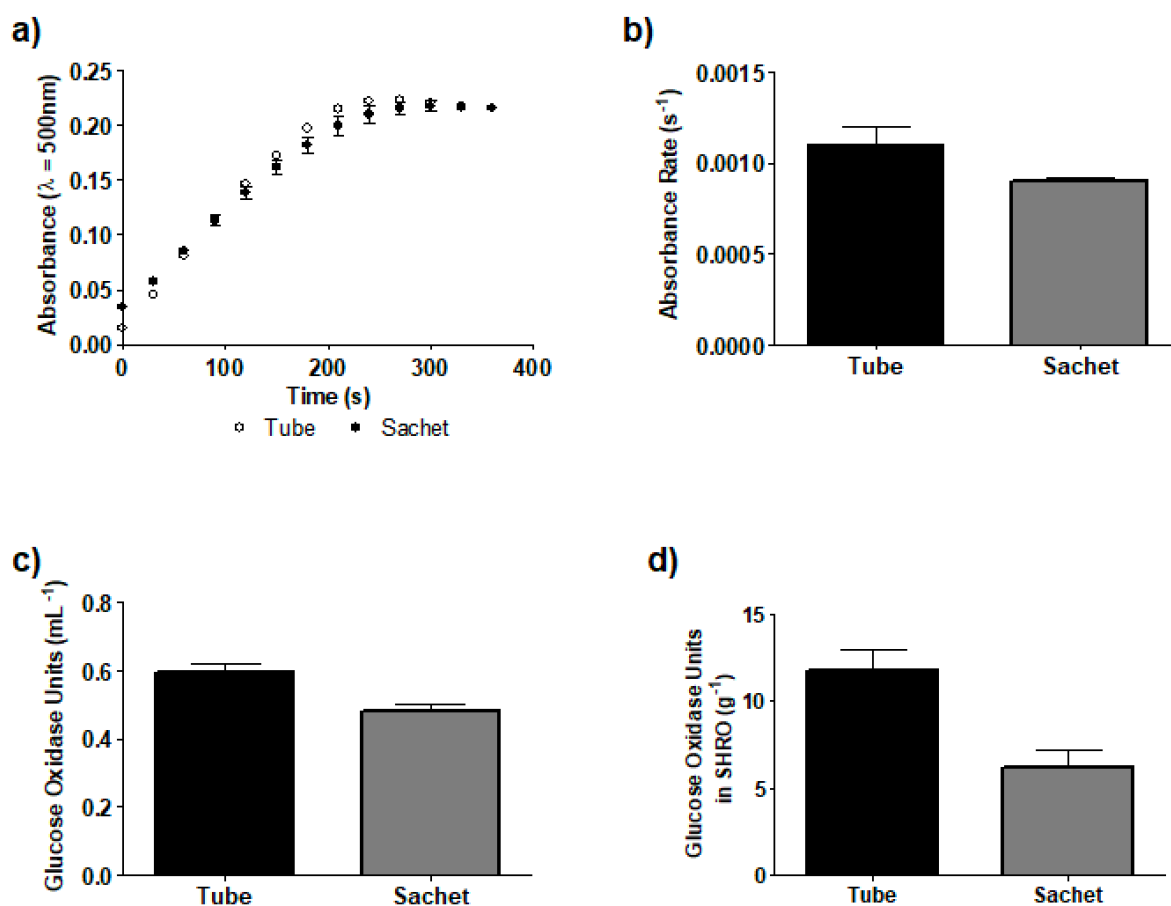 a)
Absorbance (λ = 500nm)
0.25
0.20
0.15
0.10
0.05
0.00
0 100 200 300 400
Time (s)
Tube Sachet
b)
Absorbance Rate (s⁻¹)
0.0015
0.0010
0.0005
0.0000
Tube Sachet
c)
Glucose Oxidase Units (mL⁻¹)
0.8
0.6
0.4
0.2
0.0
Tube Sachet
d)
Glucose Oxidase Units
in SHRO (g⁻¹)
15
10
5
0
Tube Sachet